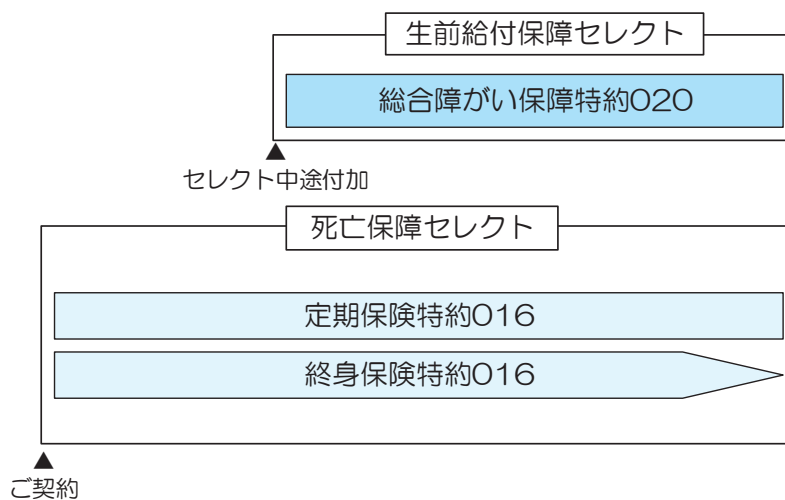 生前給付保障セレクト
総合障がい保障特約020
▲
セレクト中途付加
死亡保障セレクト
定期保険特約016
終身保険特約016
▲
ご契約